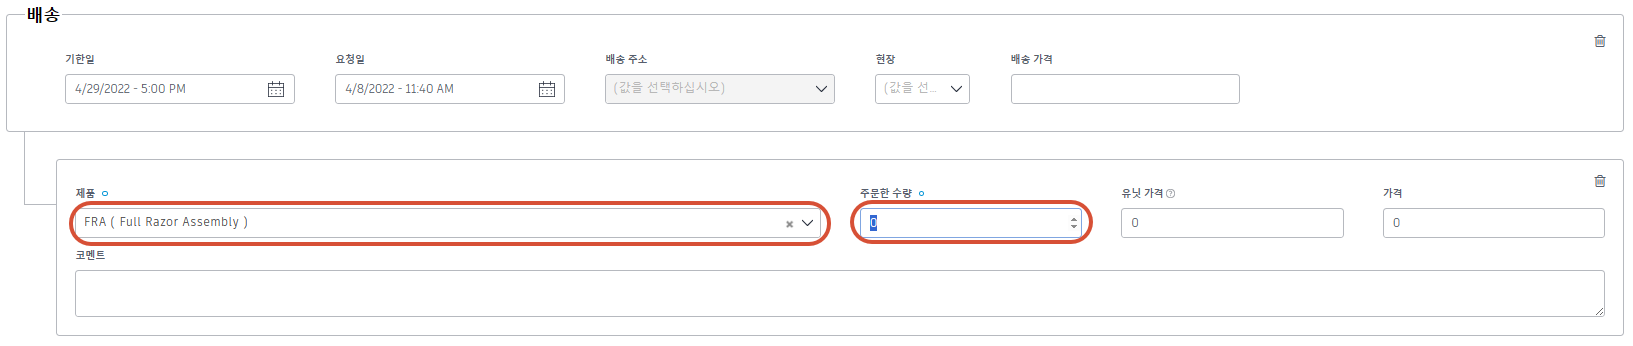 배송
기한일 요청일 배송 주소 현장 배송 가격
4/29/2022 - 5:00 PM 4/8/2022 - 11:40 AM (값을 선택하십시오) (값을 선...
제품 주문한 수량 유닛 가격 가격
FRA ( Full Razor Assembly ) 0 0 0
코멘트